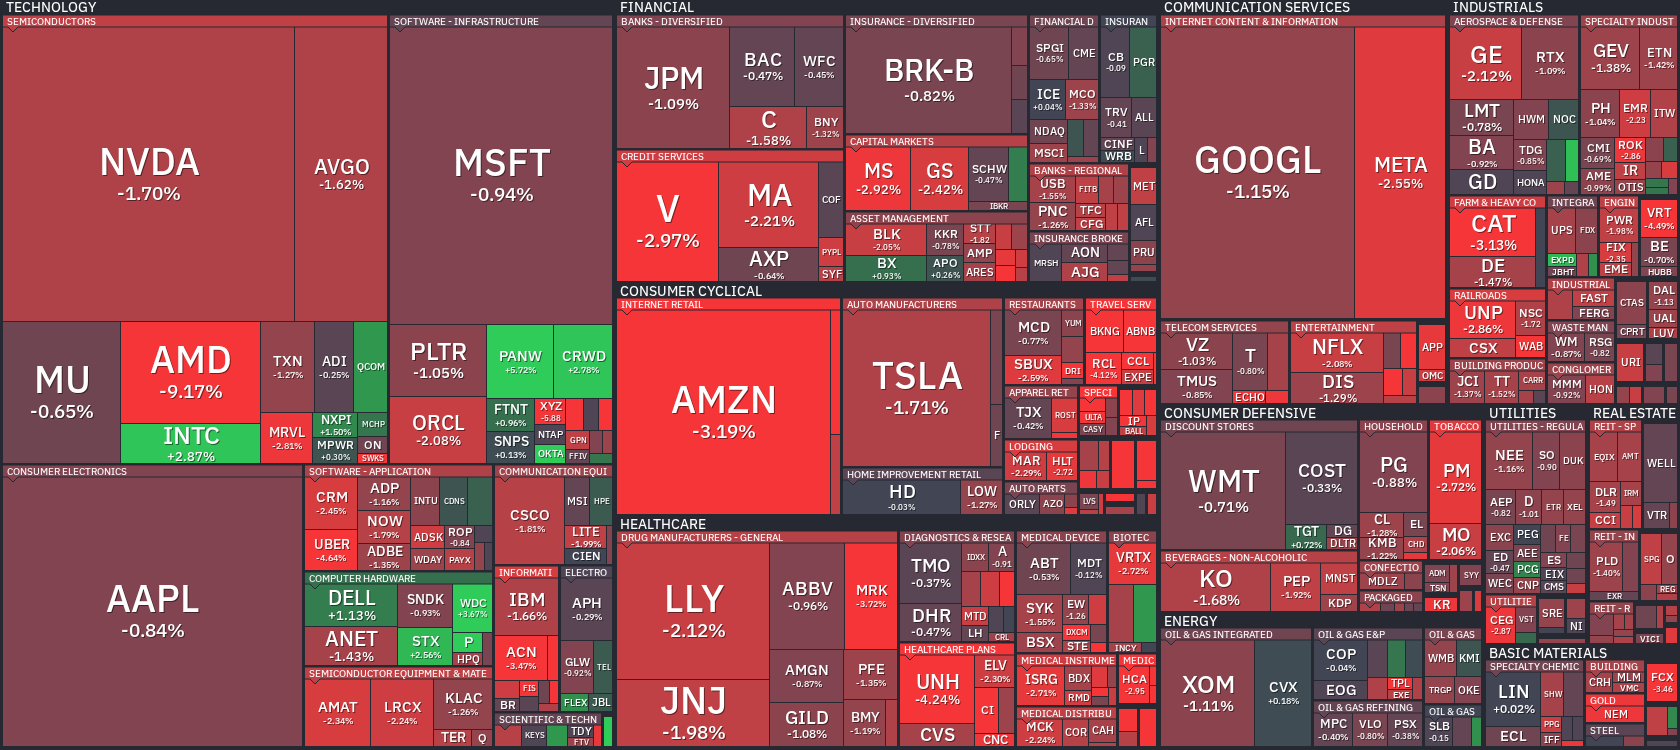 TECHNOLOGY
SEMICONDUCTORS
NVDA
-1.70%
AVGO
-1.62%
MU
-0.65%
AMD
-9.17%
INTC
+2.87%
TXN
-1.27%
ADI
-0.25%
QCOM
MRVL
-2.81%
NXPI
+1.50%
MCHP
MPWR
+0.30%
ON
SWKS
SOFTWARE - INFRASTRUCTURE
MSFT
-0.94%
PLTR
-1.05%
ORCL
-2.08%
PANW
+5.72%
CRWD
+2.78%
FTNT
+0.96%
XYZ
-5.88
SNPS
+0.13%
NTAP
GPN
OKTA
FFIV
CONSUMER ELECTRONICS
AAPL
-0.84%
SOFTWARE - APPLICATION
CRM
-2.45%
ADP
-1.16%
INTU
CDNS
UBER
-4.64%
NOW
-1.79%
ADSK
ROP
-0.84
ADBE
-1.35%
WDAY
PAYX
COMPUTER HARDWARE
DELL
+1.13%
SNDK
-0.93%
WDC
+3.67%
ANET
-1.43%
STX
+2.56%
P
HPQ
SEMICONDUCTOR EQUIPMENT & MATE
AMAT
-2.34%
LRCX
-2.24%
KLAC
-1.26%
TER
Q
COMMUNICATION EQUI
CSCO
-1.81%
MSI
HPE
LITE
-1.99%
CIEN
INFORMATI
IBM
-1.66%
ACN
-3.47%
FIS
BR
ELECTRO
APH
-0.29%
GLW
-0.92%
TEL
FLEX
JBL
SCIENTIFIC & TECHN
KEYS
TDY
FTV
FINANCIAL
BANKS - DIVERSIFIED
JPM
-1.09%
BAC
-0.47%
WFC
-0.45%
C
-1.58%
BNY
-1.32%
CREDIT SERVICES
V
-2.97%
MA
-2.21%
COF
AXP
-0.64%
PYPL
SYF
INSURANCE - DIVERSIFIED
BRK-B
-0.82%
CAPITAL MARKETS
MS
-2.92%
GS
-2.42%
SCHW
-0.47%
IBKR
ASSET MANAGEMENT
BLK
-2.05%
KKR
-0.78%
STT
-1.82
BX
+0.93%
APO
+0.26%
AMP
ARES
FINANCIAL D
SPGI
-0.65%
CME
ICE
+0.04%
MCO
-1.33%
NDAQ
MSCI
INSURAN
CB
-0.09
PGR
TRV
-0.41
ALL
CINF
L
WRB
BANKS - REGIONAL
USB
-1.55%
FITB
PNC
-1.26%
TFC
CFG
MET
AFL
PRU
INSURANCE BROKE
MRSH
AON
AJG
CONSUMER CYCLICAL
INTERNET RETAIL
AMZN
-3.19%
AUTO MANUFACTURERS
TSLA
-1.71%
F
HOME IMPROVEMENT RETAIL
HD
-0.03%
LOW
-1.27%
RESTAURANTS
MCD
-0.77%
YUM
SBUX
-2.59%
DRI
TRAVEL SERV
BKNG
ABNB
RCL
-4.12%
CCL
EXPE
APPAREL RET
TJX
-0.42%
ROST
SPECI
ULTA
CASY
IP
BALL
LODGING
MAR
-2.29%
HLT
-2.72
AUTO PARTS
ORLY
AZO
LVS
HEALTHCARE
DRUG MANUFACTURERS - GENERAL
LLY
-2.12%
JNJ
-1.98%
ABBV
-0.96%
MRK
-3.72%
AMGN
-0.87%
PFE
-1.35%
GILD
-1.08%
BMY
-1.19%
DIAGNOSTICS & RESEA
TMO
-0.37%
IDXX
A
-0.91
DHR
-0.47%
MTD
LH
CRL
HEALTHCARE PLANS
UNH
-4.24%
ELV
-2.30%
CI
CVS
CNC
MEDICAL DEVICE
ABT
-0.53%
MDT
-0.12%
SYK
-1.55%
EW
-1.26
DXCM
BSX
STE
BIOTEC
VRTX
-2.72%
INCY
MEDICAL INSTRUME
ISRG
-2.71%
BDX
RMD
MEDIC
HCA
-2.95
MEDICAL DISTRIBU
MCK
-2.24%
COR
CAH
COMMUNICATION SERVICES
INTERNET CONTENT & INFORMATION
GOOGL
-1.15%
META
-2.55%
TELECOM SERVICES
VZ
-1.03%
T
-0.80%
TMUS
-0.85%
ECHO
ENTERTAINMENT
NFLX
-2.08%
DIS
-1.29%
APP
OMC
INDUSTRIALS
AEROSPACE & DEFENSE
GE
-2.12%
RTX
-1.09%
LMT
-0.78%
HWM
NOC
BA
-0.92%
TDG
-0.85%
GD
HONA
SPECIALTY INDUST
GEV
-1.38%
ETN
-1.42%
PH
-1.04%
EMR
-2.23
ITW
CMI
-0.69%
ROK
-2.86
AME
-0.99%
IR
OTIS
FARM & HEAVY CO
CAT
-3.13%
DE
-1.47%
INTEGRA
UPS
FDX
EXPD
JBHT
ENGIN
PWR
-1.98%
FIX
-2.35
EME
VRT
-4.49%
BE
-0.70%
HUBB
RAILROADS
UNP
-2.86%
NSC
-1.72
CSX
WAB
INDUSTRIAL
FAST
FERG
CTAS
CPRT
DAL
-1.13
UAL
LUV
WASTE MAN
WM
-0.87%
RSG
-0.82
URI
BUILDING PRODUC
JCI
-1.37%
TT
-1.52%
CARR
CONGLOMER
MMM
-0.92%
HON
CONSUMER DEFENSIVE
DISCOUNT STORES
WMT
-0.71%
COST
-0.33%
TGT
+0.72%
DG
DLTR
BEVERAGES - NON-ALCOHOLIC
KO
-1.68%
PEP
-1.92%
MNST
KDP
HOUSEHOLD
PG
-0.88%
CL
-1.28%
EL
KMB
-1.22%
CHD
TOBACCO
PM
-2.72%
MO
-2.06%
CONFECTIO
MDLZ
PACKAGED
ADM
TSN
SYY
KR
ENERGY
OIL & GAS INTEGRATED
XOM
-1.11%
CVX
+0.18%
OIL & GAS E&P
COP
-0.04%
EOG
TPL
EXE
OIL & GAS REFINING
MPC
-0.40%
VLO
-0.80%
PSX
-0.38%
OIL & GAS
WMB
KMI
TRGP
OKE
OIL & GAS
SLB
-0.15
UTILITIES
UTILITIES - REGULA
NEE
-1.16%
SO
-0.90
DUK
AEP
-0.82
D
-1.01
ETR
XEL
EXC
PEG
FE
ED
-0.47
AEE
ES
PCG
EIX
WEC
CNP
CMS
UTILITIE
CEG
-2.87
VST
SRE
NI
REAL ESTATE
REIT - SP
EQIX
AMT
DLR
-1.49
IRM
CCI
WELL
VTR
REIT - IN
PLD
-1.40%
EXR
SPG
O
REG
REIT - R
VICI
BASIC MATERIALS
SPECIALTY CHEMIC
LIN
+0.02%
SHW
PPG
ECL
IFF
BUILDING
CRH
MLM
VMC
FCX
-3.46
GOLD
NEM
STEEL